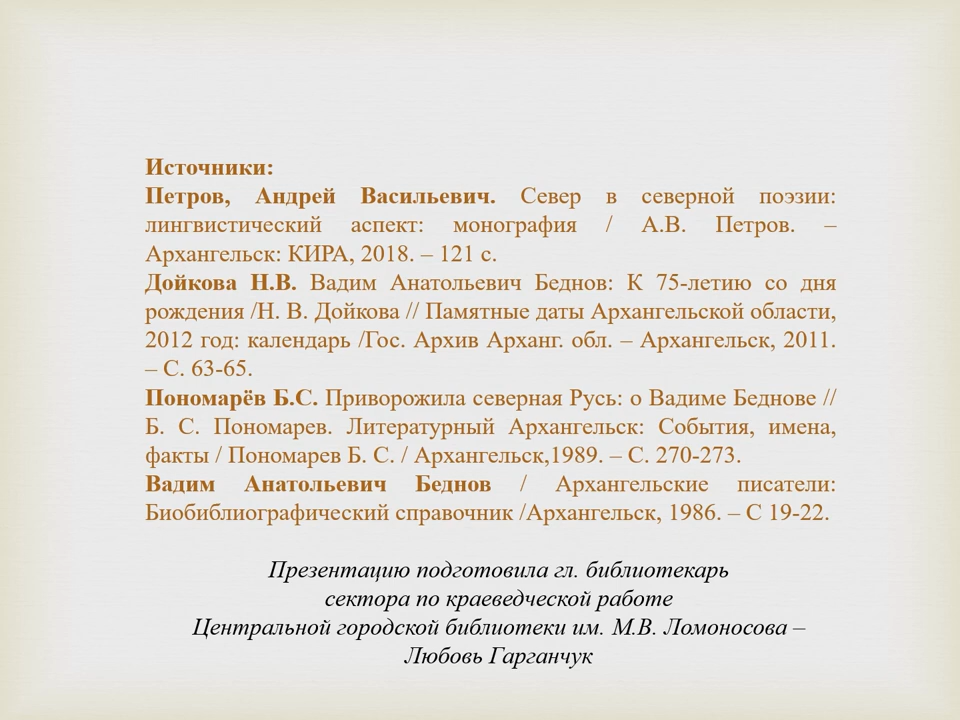 Источники:
Петров, Андрей Васильевич. Север в северной поэзии:
лингвистический аспект: монография / А.В. Петров. –
Архангельск: КИРА, 2018. – 121 с.
Дойкова Н.В. Вадим Анатольевич Беднов: К 75-летию со дня
рождения /Н. В. Дойкова // Памятные даты Архангельской области,
2012 год: календарь /Гос. Архив Арханг. обл. – Архангельск, 2011.
– С. 63-65.
Пономарёв Б.С. Приворожила северная Русь: о Вадиме Беднове //
Б. С. Пономарев. Литературный Архангельск: События, имена,
факты / Пономарев Б. С. / Архангельск,1989. – С. 270-273.
Вадим Анатольевич Беднов / Архангельские писатели:
Биобиблиографический справочник /Архангельск, 1986. – С 19-22.
Презентацию подготовила гл. библиотекарь
сектора по краеведческой работе
Центральной городской библиотеки им. М.В. Ломоносова –
Любовь Гарганчук